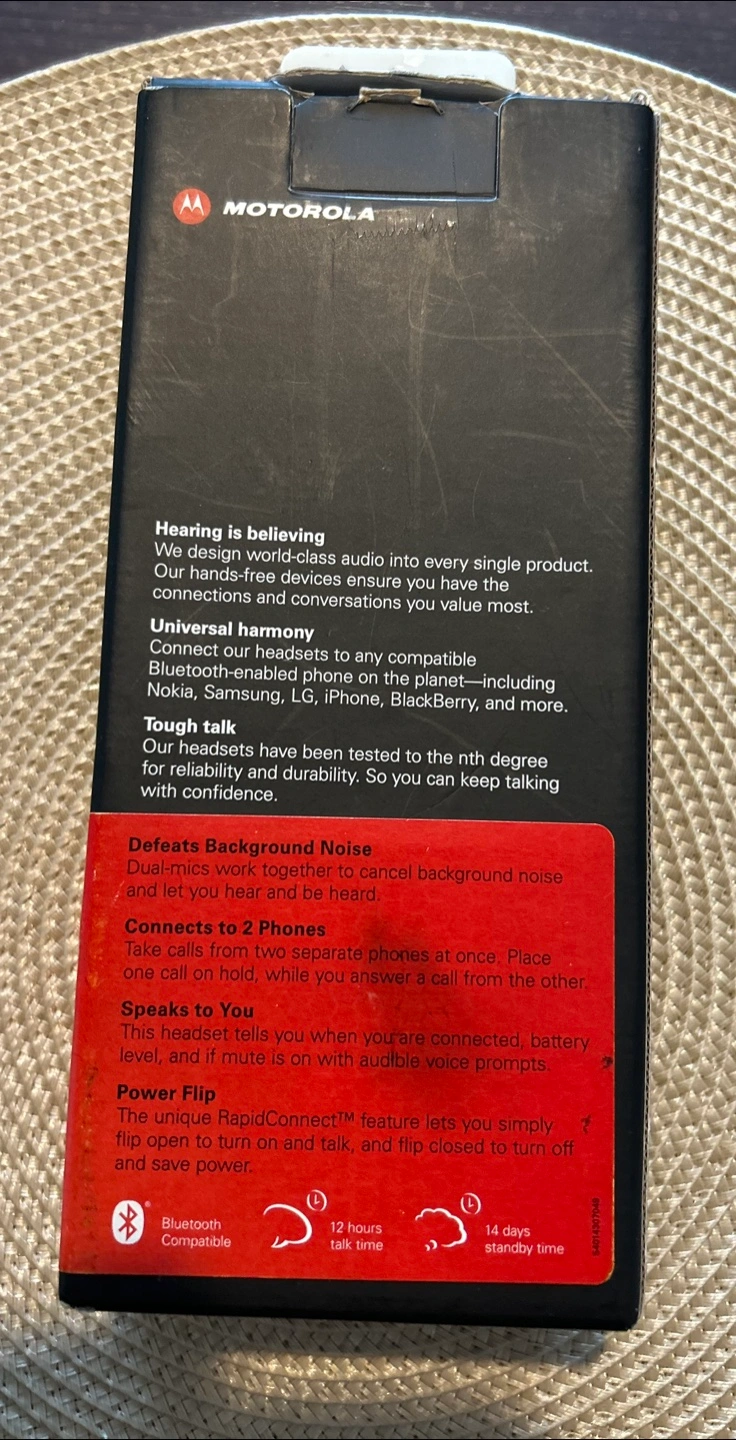 MOTOROLA
Hearing is believing
We design world-class audio into every single product.
Our hands-free devices ensure you have the
connections and conversations you value most.
Universal harmony
Connect our headsets to any compatible
Bluetooth-enabled phone on the planet—including
Nokia, Samsung, LG, iPhone, BlackBerry, and more.
Tough talk
Our headsets have been tested to the nth degree
for reliability and durability. So you can keep talking
with confidence.
Defeats Background Noise
Dual-mics work together to cancel background noise
and let you hear and be heard.
Connects to 2 Phones
Take calls from two separate phones at once. Place
one call on hold, while you answer a call from the other.
Speaks to You
This headset tells you when you are connected, battery
level, and if mute is on with audible voice prompts.
Power Flip
The unique RapidConnect™ feature lets you simply
flip open to turn on and talk, and flip closed to turn off
and save power.
Bluetooth
Compatible
12 hours
talk time
14 days
standby time